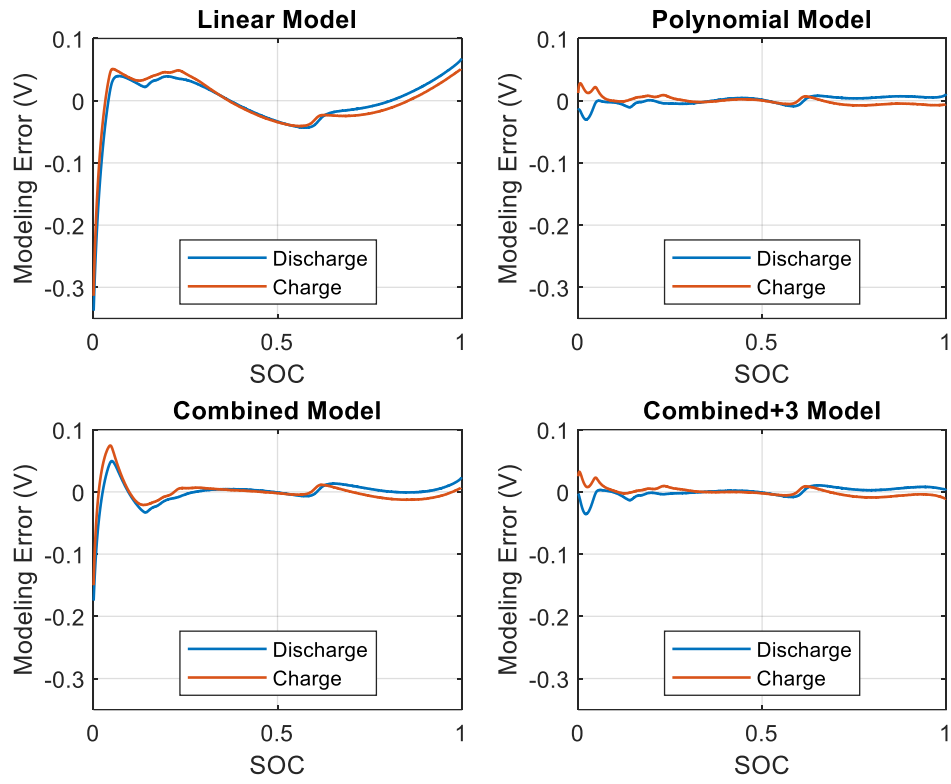 Linear Model
0.1
0
-0.1
-0.2
-0.3
Modeling Error (V)
Discharge
Charge
0
0.5
1
SOC
Polynomial Model
0.1
0
-0.1
-0.2
-0.3
Modeling Error (V)
Discharge
Charge
0
0.5
1
SOC
Combined Model
0.1
0
-0.1
-0.2
-0.3
Modeling Error (V)
Discharge
Charge
0
0.5
1
SOC
Combined+3 Model
0.1
0
-0.1
-0.2
-0.3
Modeling Error (V)
Discharge
Charge
0
0.5
1
SOC